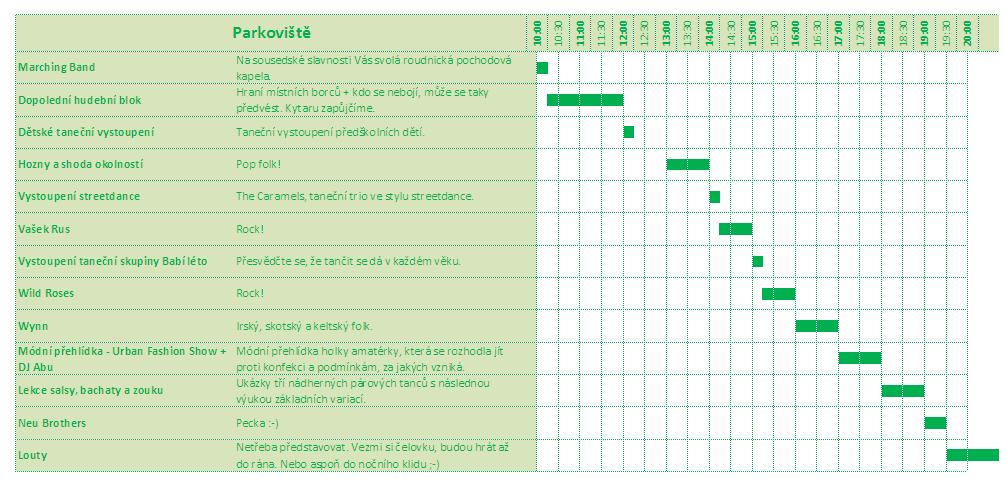 Parkoviště
10:00 10:30 11:00 11:30 12:00 12:30 13:00 13:30 14:00 14:30 15:00 15:30 16:00 16:30 17:00 17:30 18:00 18:30 19:00 19:30 20:00
Marching Band
Na sousedské slavnosti Vás svolá roudnická pochodová
kapela.
Dopolední hudební blok
Hraní místních borců + kdo se nebojí, může se taky
předvést. Kytaru zapůjčíme.
Dětské taneční vystoupení
Taneční vystoupení předškolních dětí.
Hozny a shoda okolností
Pop folk!
Vystoupení streetdance
The Caramels, taneční trio ve stylu streetdance.
Vašek Rus
Rock!
Vystoupení taneční skupiny Babí léto
Přesvědčte se, že tančit se dá v každém věku.
Wild Roses
Rock!
Wynn
Irský, skotský a keltský folk.
Módní přehlídka - Urban Fashion Show +
DJ Abu
Módní přehlídka holky amatérky, která se rozhodla jít
proti konfekci a podmínkám, za jakých vzniká.
Lekce salsy, bachaty a zouku
Ukázky tří nádherných párových tanců s následnou
výukou základních variací.
Neu Brothers
Pecka :-)
Louty
Netřeba představovat. Vezmi si čelovku, budou hrát až
do rána. Nebo aspoň do nočního klidu ;-)